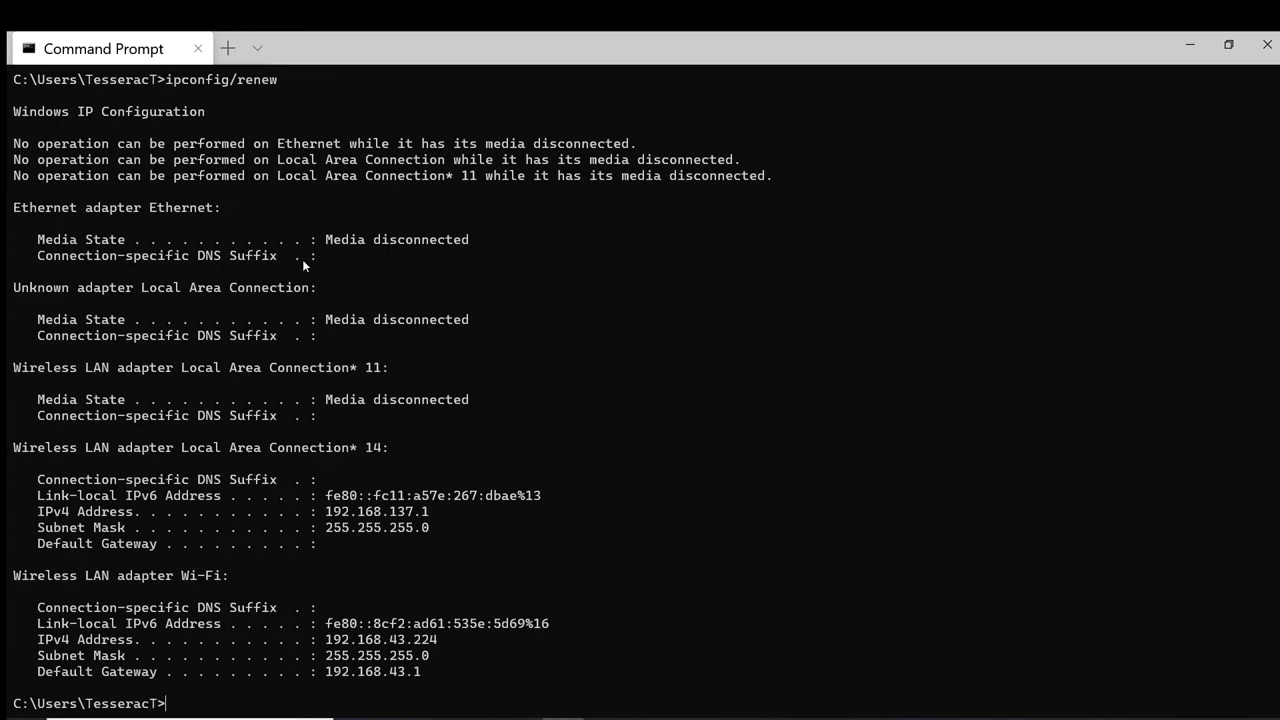 Command Prompt
C:\Users\TesseracT>ipconfig/renew
Windows IP Configuration
No operation can be performed on Ethernet while it has its media disconnected.
No operation can be performed on Local Area Connection while it has its media disconnected.
No operation can be performed on Local Area Connection* 11 while it has its media disconnected.
Ethernet adapter Ethernet:
   Media State . . . . . . . . . . . : Media disconnected
   Connection-specific DNS Suffix  . :
Unknown adapter Local Area Connection:
   Media State . . . . . . . . . . . : Media disconnected
   Connection-specific DNS Suffix  . :
Wireless LAN adapter Local Area Connection* 11:
   Media State . . . . . . . . . . . : Media disconnected
   Connection-specific DNS Suffix  . :
Wireless LAN adapter Local Area Connection* 14:
   Connection-specific DNS Suffix  . :
   Link-local IPv6 Address . . . . . : fe80::fc11:a57e:267:dbae%13
   IPv4 Address. . . . . . . . . . . : 192.168.137.1
   Subnet Mask . . . . . . . . . . . : 255.255.255.0
   Default Gateway . . . . . . . . . :
Wireless LAN adapter Wi-Fi:
   Connection-specific DNS Suffix  . :
   Link-local IPv6 Address . . . . . : fe80::8cf2:ad61:535e:5d69%16
   IPv4 Address. . . . . . . . . . . : 192.168.43.224
   Subnet Mask . . . . . . . . . . . : 255.255.255.0
   Default Gateway . . . . . . . . . : 192.168.43.1
C:\Users\TesseracT>